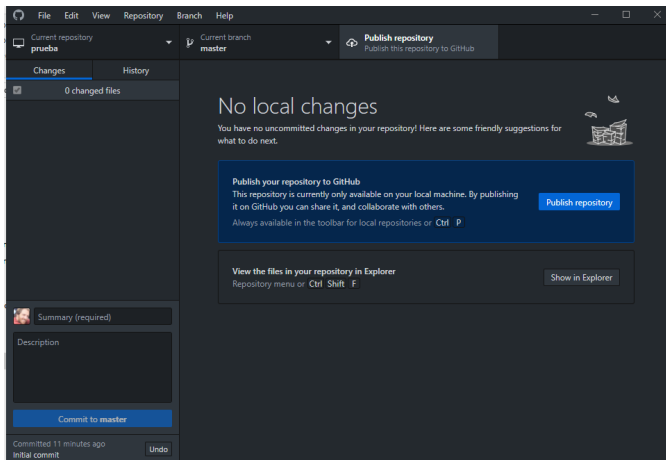 File Edit View Repository Branch Help
Current repository
prueba
Current branch
master
Publish repository
Publish this repository to GitHub
Changes History
0 changed files
No local changes
You have no uncommitted changes in your repository! Here are some friendly suggestions for
what to do next.
Publish your repository to GitHub
This repository is currently only available on your local machine. By publishing
it on GitHub you can share it, and collaborate with others.
Always available in the toolbar for local repositories or Ctrl P
Publish repository
View the files in your repository in Explorer
Repository menu or Ctrl Shift F
Show in Explorer
Summary (required)
Description
Commit to master
Committed 11 minutes ago
Initial commit
Undo